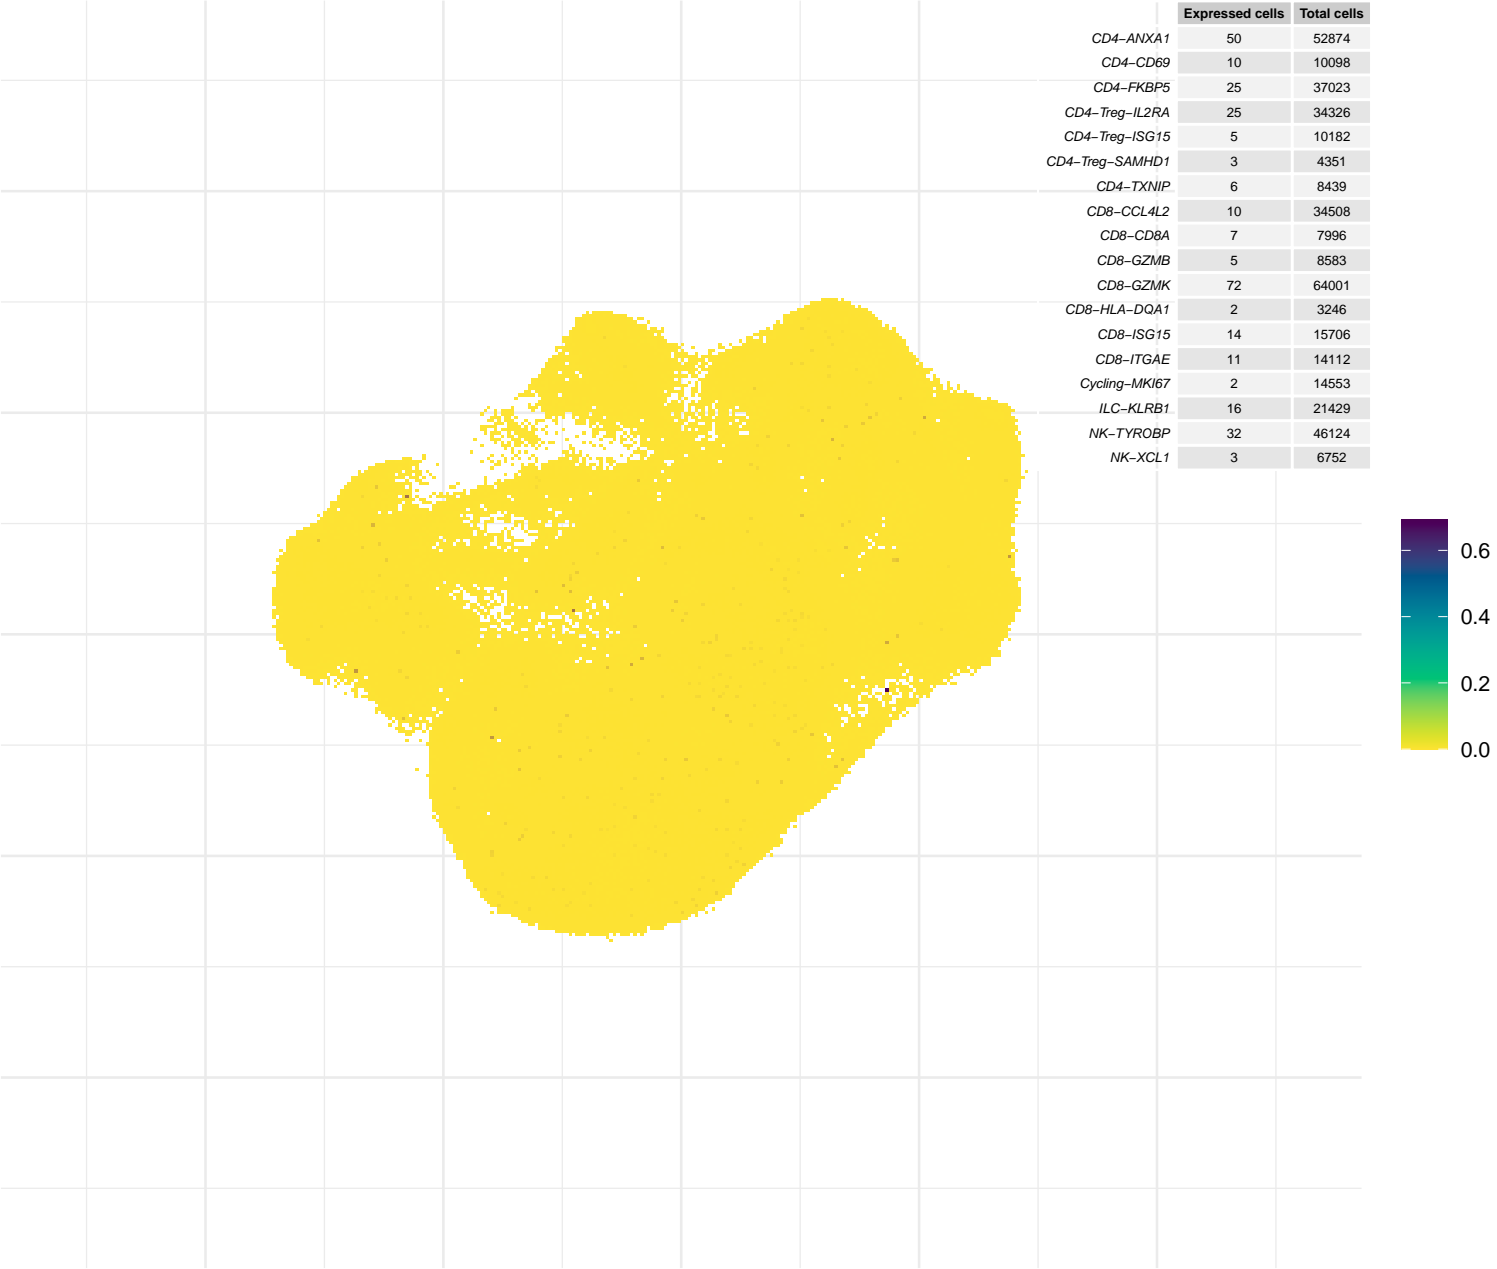 Expressed cells Total cells
CD4−ANXA1 50 52874
CD4−CD69 10 10098
CD4−FKBP5 25 37023
CD4−Treg−IL2RA 25 34326
CD4−Treg−ISG15 5 10182
CD4−Treg−SAMHD1 3 4351
CD4−TXNIP 6 8439
CD8−CCL4L2 10 34508
CD8−CD8A 7 7996
CD8−GZMB 5 8583
CD8−GZMK 72 64001
CD8−HLA−DQA1 2 3246
CD8−ISG15 14 15706
CD8−ITGAE 11 14112
Cycling−MKI67 2 14553
ILC−KLRB1 16 21429
NK−TYROBP 32 46124
NK−XCL1 3 6752
0.6
0.4
0.2
0.0